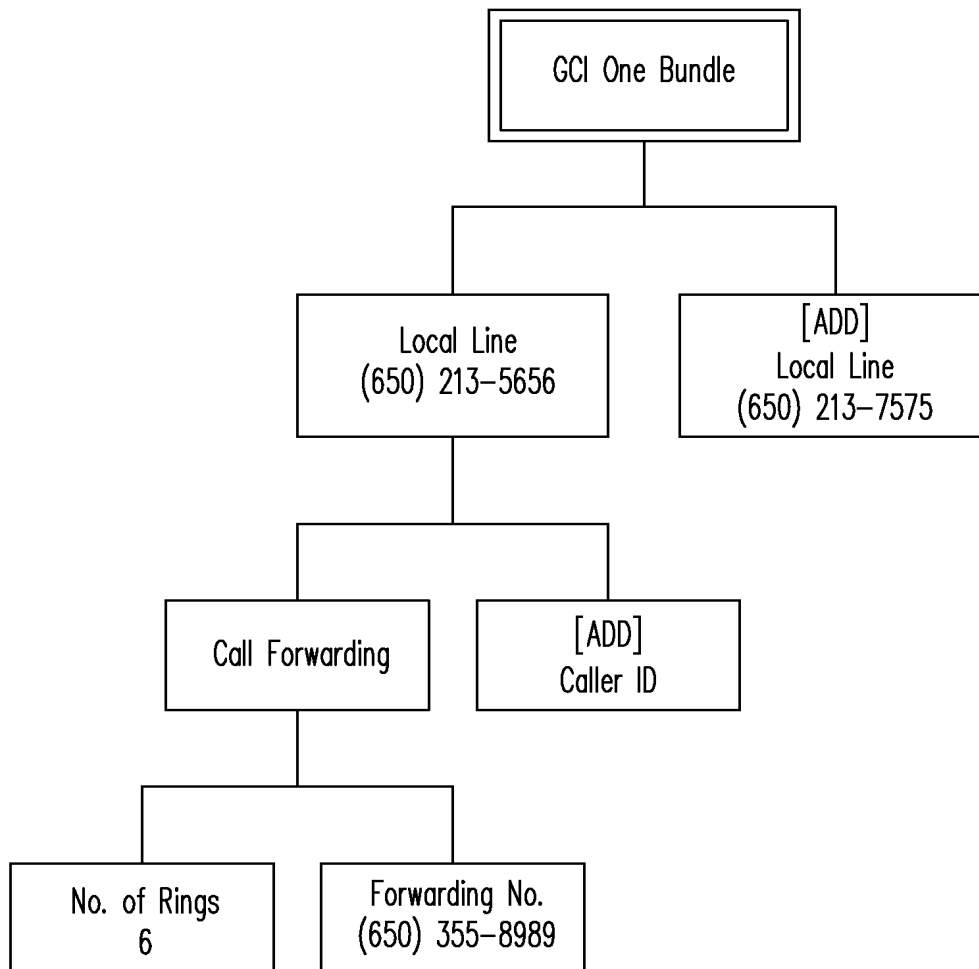 GCI One Bundle
Local Line
(650) 213-5656
[ADD]
Local Line
(650) 213-7575
Call Forwarding
[ADD]
Caller ID
No. of Rings
6
Forwarding No.
(650) 355-8989